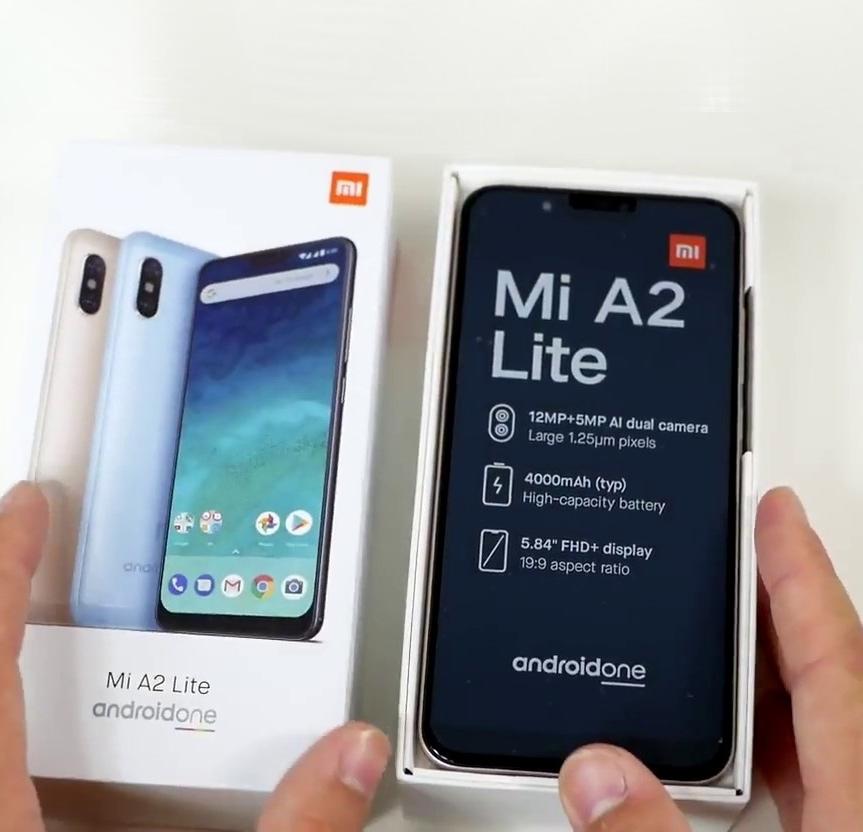 mi
Mi A2 Lite
androidone
mi
Mi A2
Lite
12MP+5MP AI dual camera
Large 1.25µm pixels
4000mAh (typ)
High-capacity battery
5.84" FHD+ display
19:9 aspect ratio
androidone